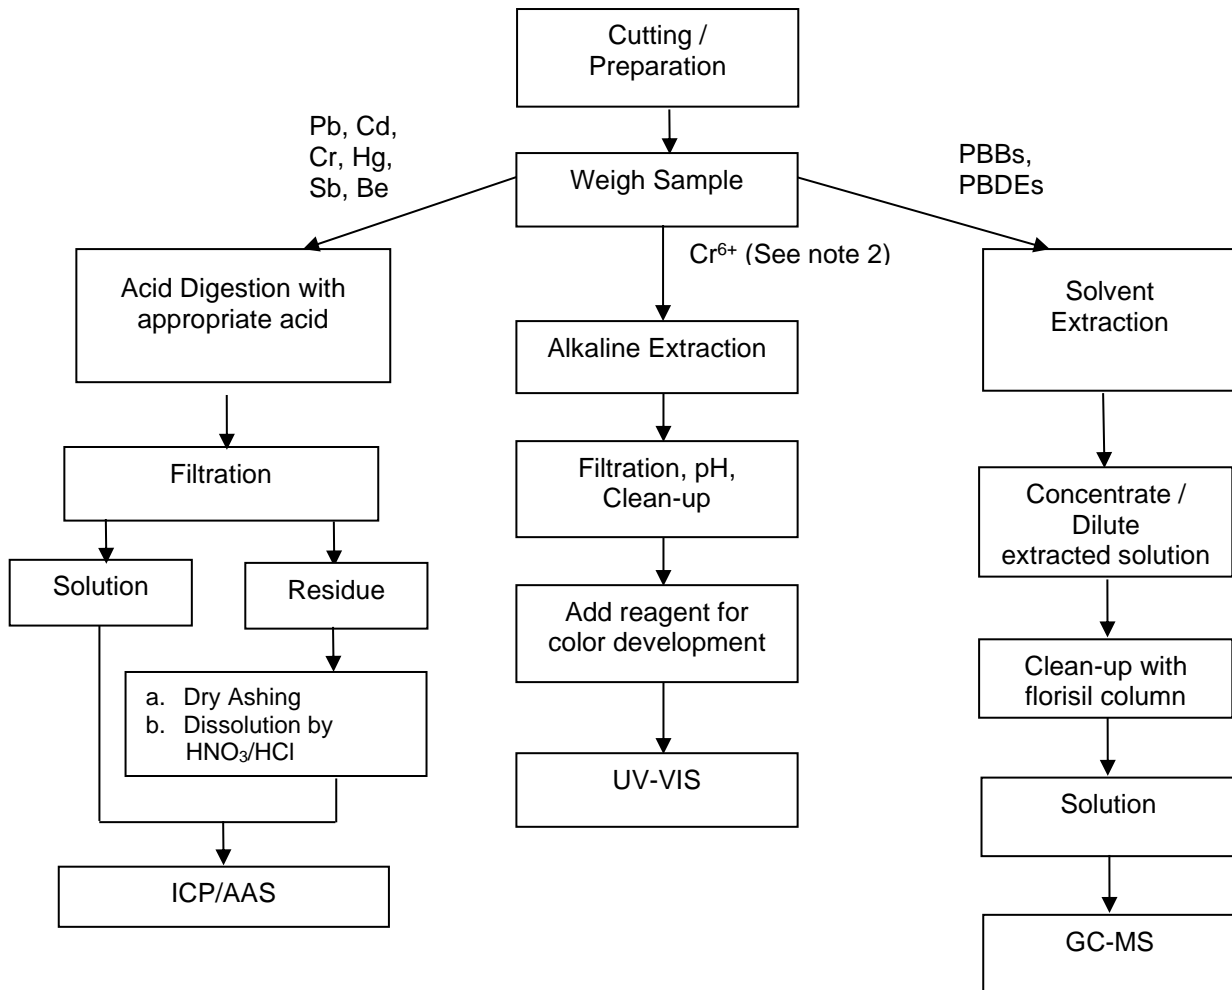 Cutting /
Preparation
Pb, Cd,
Cr, Hg,
Sb, Be
Weigh Sample
PBBs,
PBDEs
Cr⁶⁺ (See note 2)
Acid Digestion with
appropriate acid
Filtration
Solution
Residue
a. Dry Ashing
b. Dissolution by
HNO₃/HCl
ICP/AAS
Alkaline Extraction
Filtration, pH,
Clean-up
Add reagent for
color development
UV-VIS
Solvent
Extraction
Concentrate /
Dilute
extracted solution
Clean-up with
florisil column
Solution
GC-MS